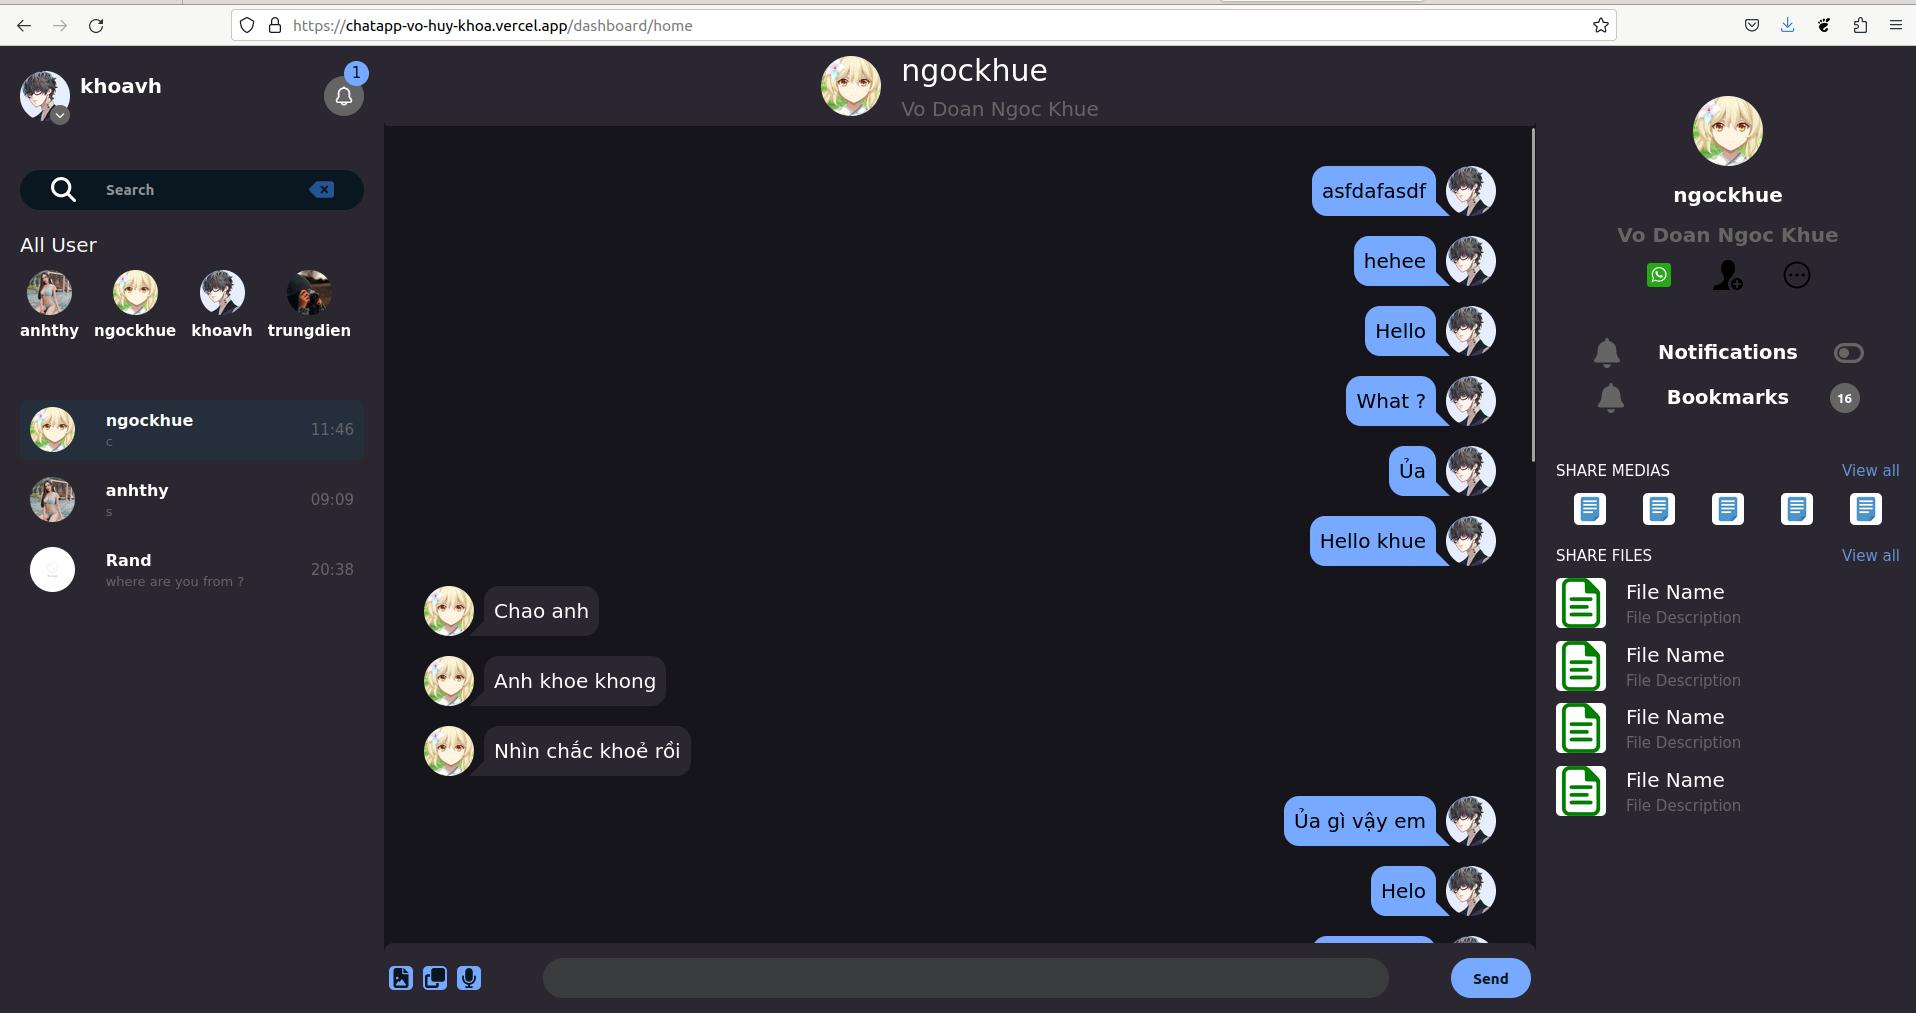 https://chatapp-vo-huy-khoa.vercel.app/dashboard/home
khoavh
1
Search
All User
anhthy
ngockhue
khoavh
trungdien
ngockhue
c
11:46
anhthy
s
09:09
Rand
where are you from ?
20:38
ngockhue
Vo Doan Ngoc Khue
asfdafasdf
hehee
Hello
What ?
Ủa
Hello khue
Chao anh
Anh khoe khong
Nhìn chắc khoẻ rồi
Ủa gì vậy em
Helo
Send
ngockhue
Vo Doan Ngoc Khue
Notifications
Bookmarks
16
SHARE MEDIAS
View all
SHARE FILES
View all
File Name
File Description
File Name
File Description
File Name
File Description
File Name
File Description